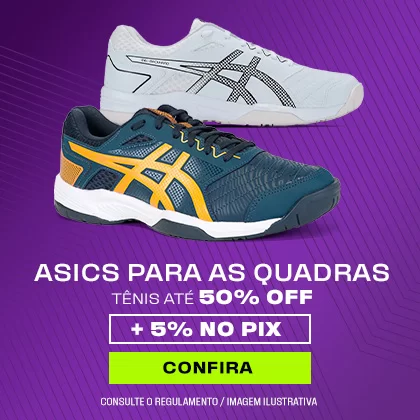 ASICS PARA AS QUADRAS
TÊNIS ATÉ 50% OFF
+ 5% NO PIX
CONFIRA
CONSULTE O REGULAMENTO / IMAGEM ILUSTRATIVA